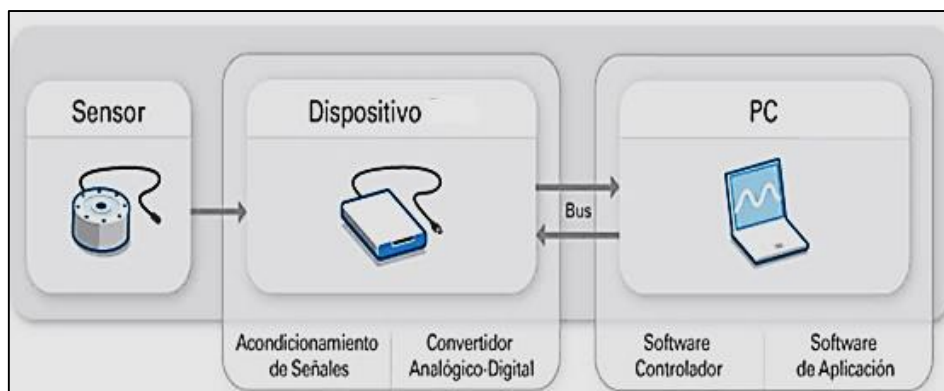 Sensor
Dispositivo
PC
Bus
Acondicionamiento
de Señales
Convertidor
Analógico-Digital
Software
Controlador
Software
de Aplicación